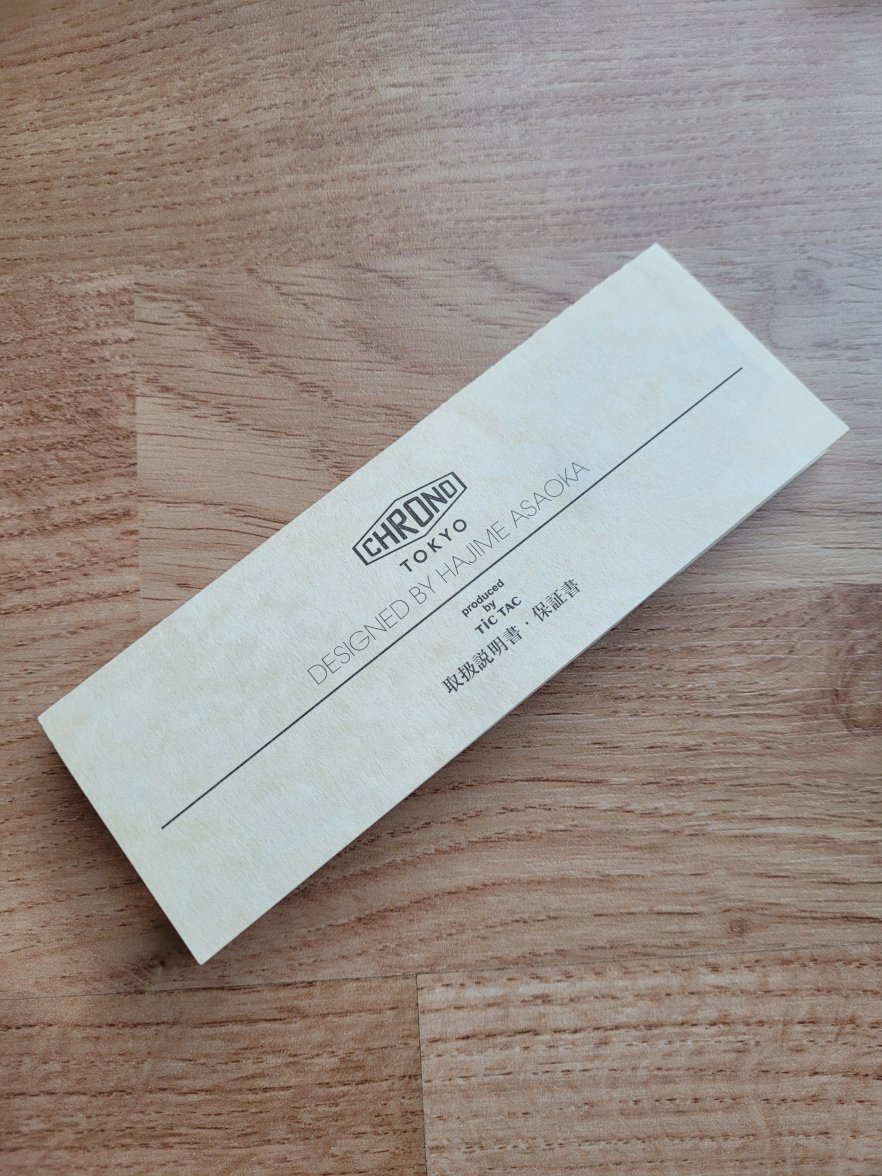 CHRONO
TOKYO
DESIGNED BY HAJIME ASAOKA
produced
by
TiC TAC
取扱説明書・保証書